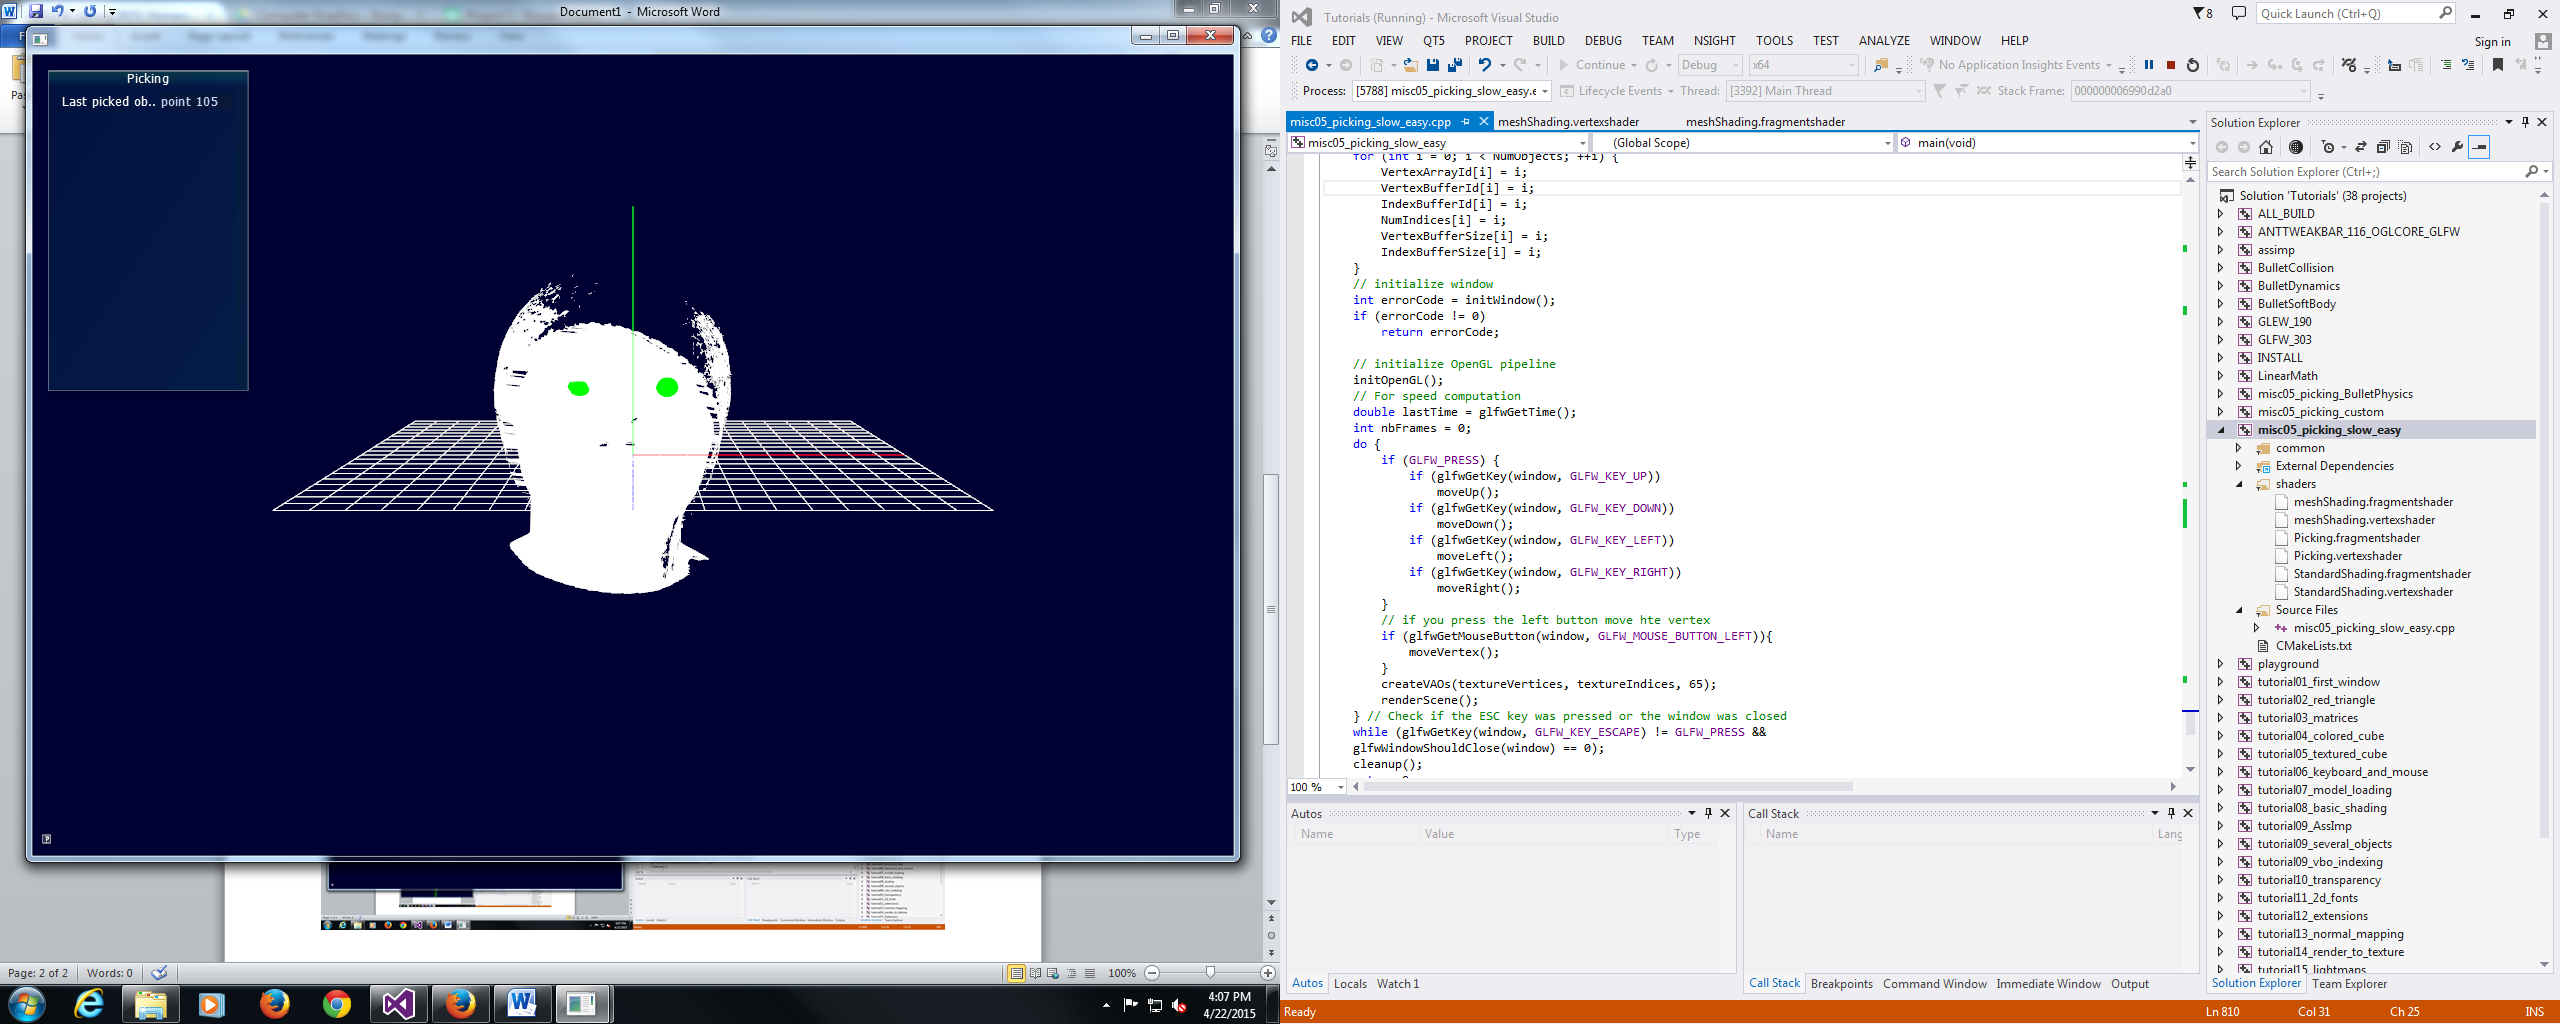 Document1 - Microsoft Word
Picking
Last picked ob.. point 105
Page: 2 of 2
Words: 0
100%
4:07 PM
4/22/2015
Tutorials (Running) - Microsoft Visual Studio
8
Quick Launch (Ctrl+Q)
FILE EDIT VIEW QT5 PROJECT BUILD DEBUG TEAM NSIGHT TOOLS TEST ANALYZE WINDOW HELP
Sign in
Continue
Debug
x64
No Application Insights Events
Process: [5788] misc05_picking_slow_easy.e
Lifecycle Events
Thread: [3392] Main Thread
Stack Frame: 000000006990d2a0
misc05_picking_slow_easy.cpp
meshShading.vertexshader
meshShading.fragmentshader
misc05_picking_slow_easy
(Global Scope)
main(void)
for (int i = 0; i < NumObjects; ++i) {
VertexArrayId[i] = i;
VertexBufferId[i] = i;
IndexBufferId[i] = i;
NumIndices[i] = i;
VertexBufferSize[i] = i;
IndexBufferSize[i] = i;
}
// initialize window
int errorCode = initWindow();
if (errorCode != 0)
return errorCode;
// initialize OpenGL pipeline
initOpenGL();
// For speed computation
double lastTime = glfwGetTime();
int nbFrames = 0;
do {
if (GLFW_PRESS) {
if (glfwGetKey(window, GLFW_KEY_UP))
moveUp();
if (glfwGetKey(window, GLFW_KEY_DOWN))
moveDown();
if (glfwGetKey(window, GLFW_KEY_LEFT))
moveLeft();
if (glfwGetKey(window, GLFW_KEY_RIGHT))
moveRight();
}
// if you press the left button move hte vertex
if (glfwGetMouseButton(window, GLFW_MOUSE_BUTTON_LEFT)){
moveVertex();
}
createVAOs(textureVertices, textureIndices, 65);
renderScene();
} // Check if the ESC key was pressed or the window was closed
while (glfwGetKey(window, GLFW_KEY_ESCAPE) != GLFW_PRESS &&
glfwWindowShouldClose(window) == 0);
cleanup();
100 %
Autos
Name Value Type
Autos Locals Watch 1
Call Stack
Name Lang
Call Stack Breakpoints Command Window Immediate Window Output
Solution Explorer
Search Solution Explorer (Ctrl+;)
Solution 'Tutorials' (38 projects)
ALL_BUILD
ANTTWEAKBAR_116_OGLCORE_GLFW
assimp
BulletCollision
BulletDynamics
BulletSoftBody
GLEW_190
GLFW_303
INSTALL
LinearMath
misc05_picking_BulletPhysics
misc05_picking_custom
misc05_picking_slow_easy
common
External Dependencies
shaders
meshShading.fragmentshader
meshShading.vertexshader
Picking.fragmentshader
Picking.vertexshader
StandardShading.fragmentshader
StandardShading.vertexshader
Source Files
misc05_picking_slow_easy.cpp
CMakeLists.txt
playground
tutorial01_first_window
tutorial02_red_triangle
tutorial03_matrices
tutorial04_colored_cube
tutorial05_textured_cube
tutorial06_keyboard_and_mouse
tutorial07_model_loading
tutorial08_basic_shading
tutorial09_AssImp
tutorial09_several_objects
tutorial09_vbo_indexing
tutorial10_transparency
tutorial11_2d_fonts
tutorial12_extensions
tutorial13_normal_mapping
tutorial14_render_to_texture
tutorial15_lightmaps
Solution Explorer Team Explorer
Ready
Ln 810 Col 31 Ch 25 INS